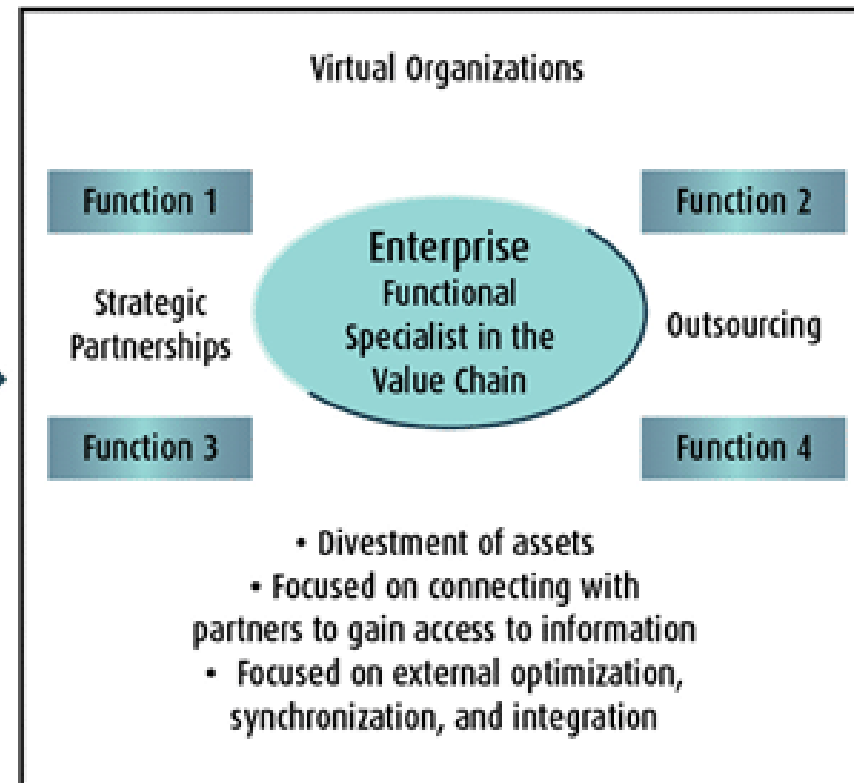 Virtual Organizations
Function 1
Function 2
Enterprise
Functional
Specialist in the
Value Chain
Strategic
Partnerships
Outsourcing
Function 3
Function 4
• Divestment of assets
• Focused on connecting with
partners to gain access to information
• Focused on external optimization,
synchronization, and integration